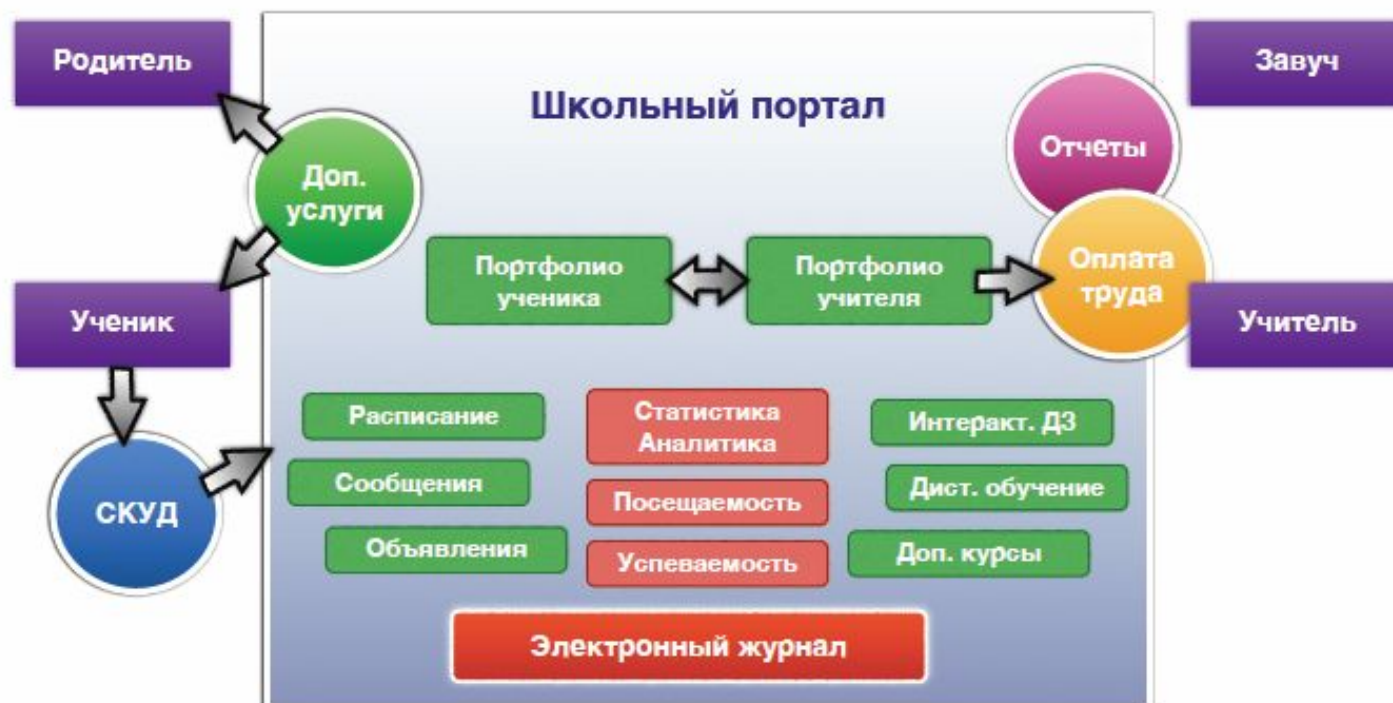 Родитель
Завуч
Школьный портал
Отчеты
Доп.
услуги
Портфолио
ученика
Портфолио
учителя
Оплата
труда
Ученик
Учитель
Расписание
Статистика
Аналитика
Интеракт. ДЗ
Сообщения
Посещаемость
Дист. обучение
СКУД
Объявления
Успеваемость
Доп. курсы
Электронный журнал